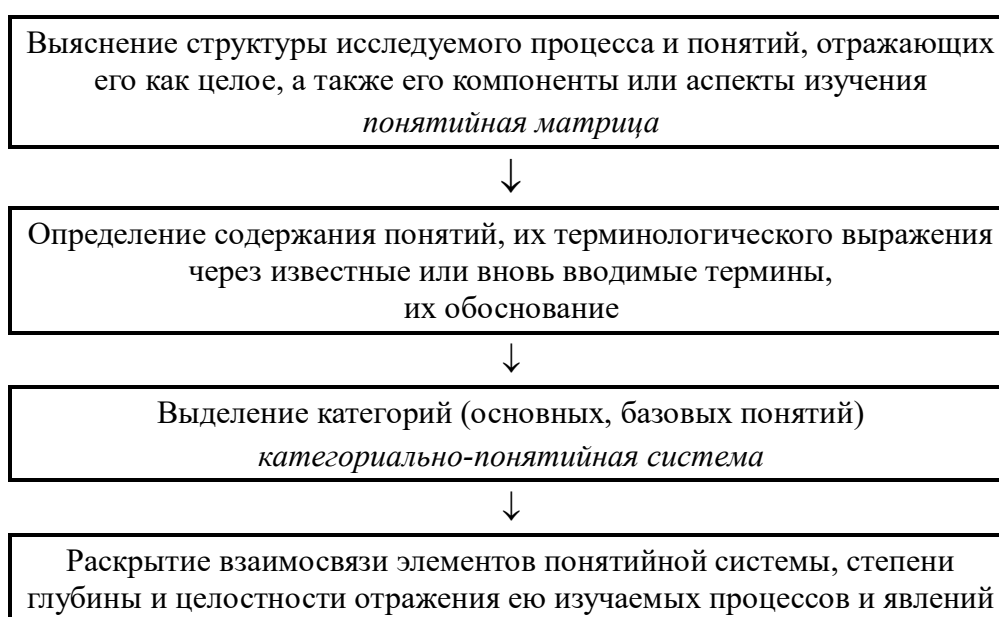 Выяснение структуры исследуемого процесса и понятий, отражающих
его как целое, а также его компоненты или аспекты изучения
понятийная матрица
↓
Определение содержания понятий, их терминологического выражения
через известные или вновь вводимые термины,
их обоснование
↓
Выделение категорий (основных, базовых понятий)
категориально-понятийная система
↓
Раскрытие взаимосвязи элементов понятийной системы, степени
глубины и целостности отражения ею изучаемых процессов и явлений